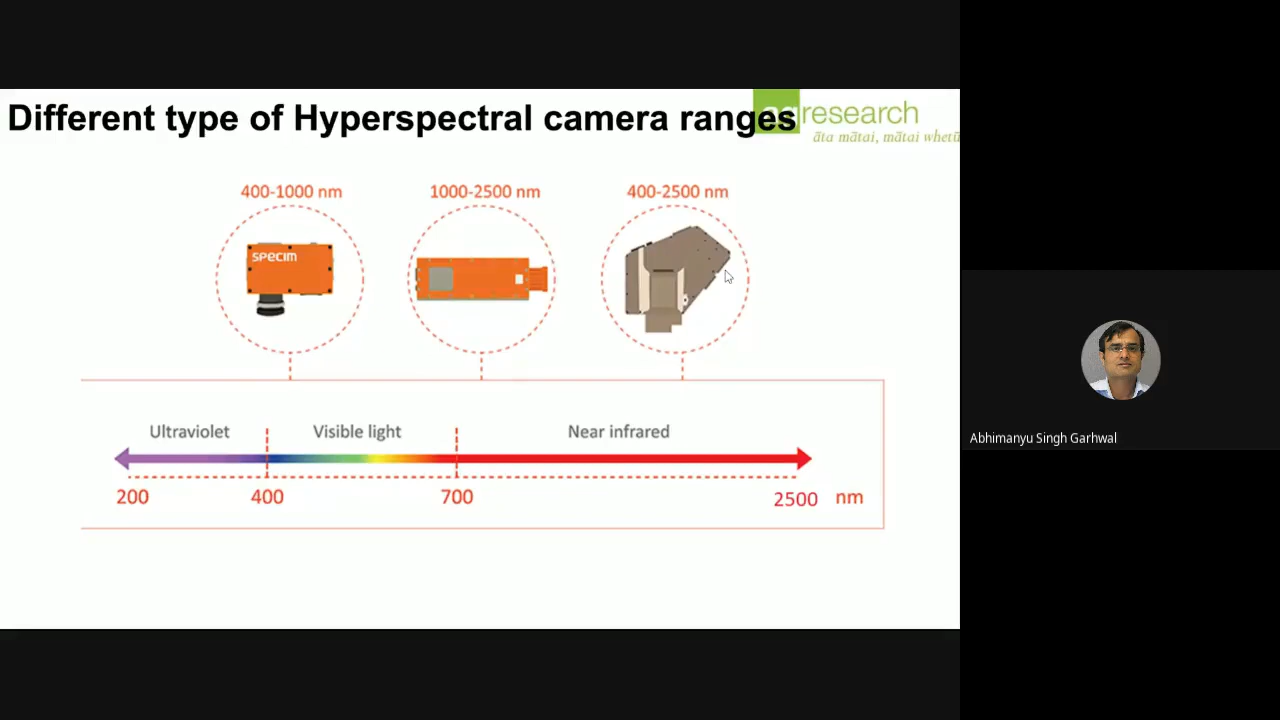 Different type of Hyperspectral camera ranges
research
āta mātai, mātai whetū
400-1000 nm
1000-2500 nm
400-2500 nm
SPECIM
Ultraviolet
Visible light
Near infrared
200
400
700
2500
nm
Abhimanyu Singh Garhwal